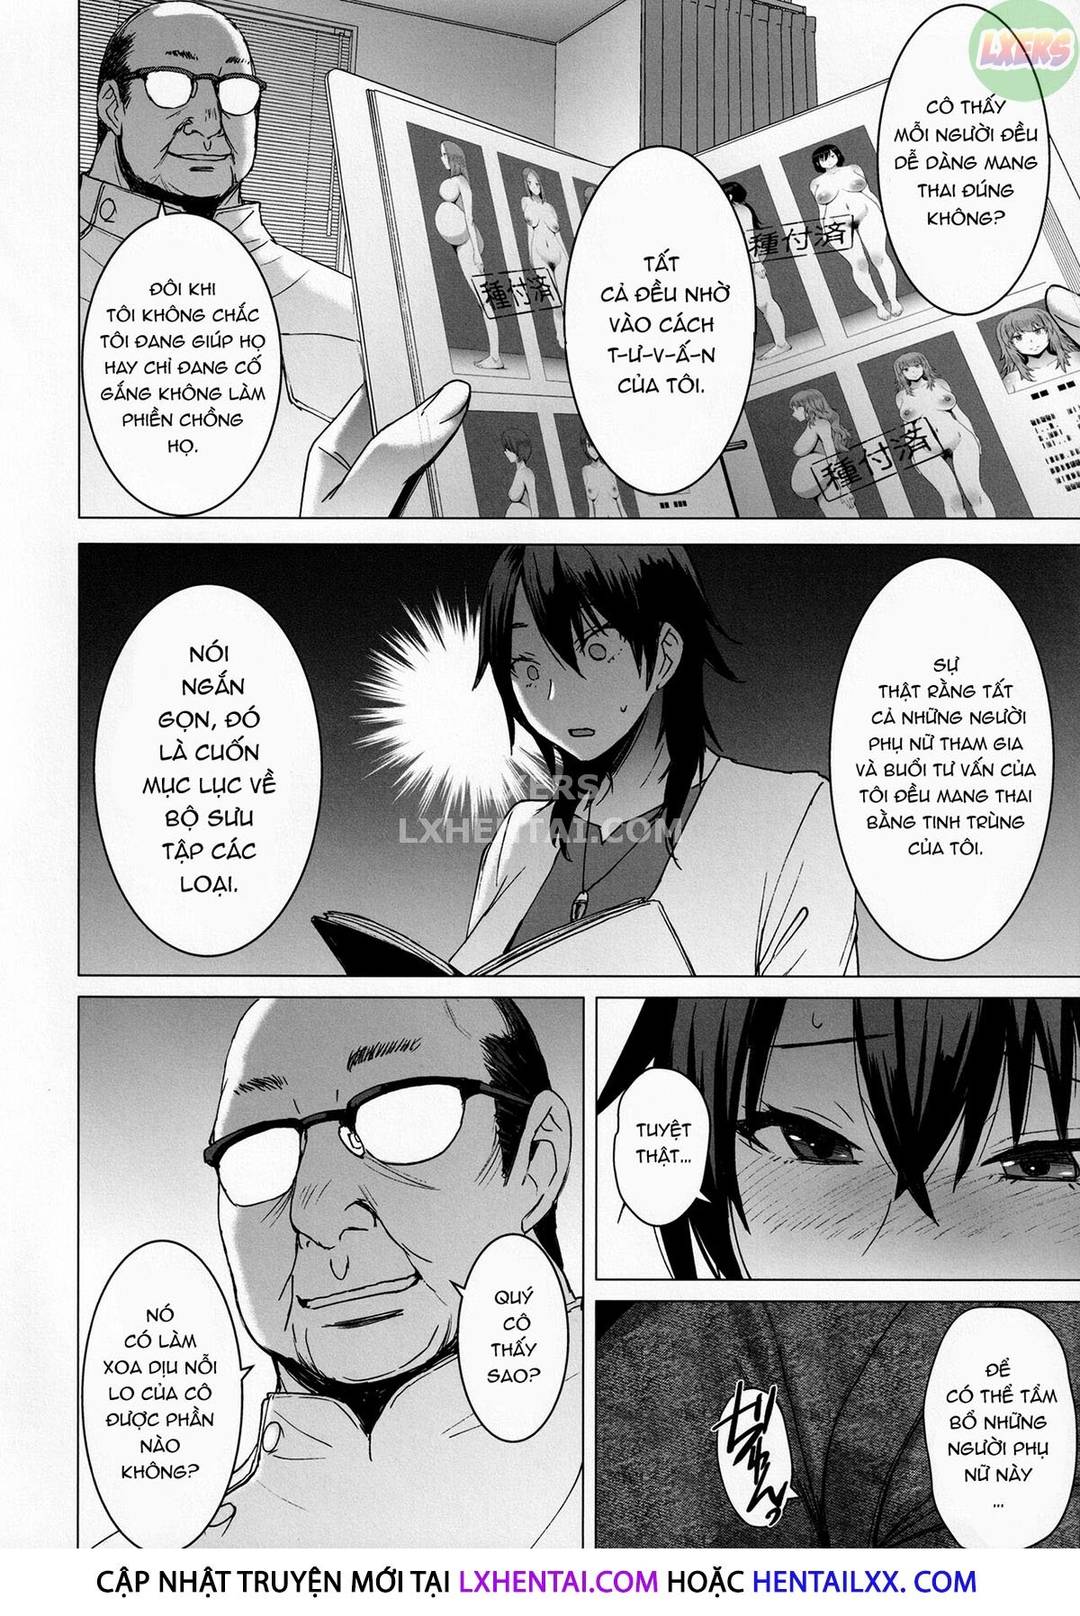 LXERS
CÔ THẤY
MỖI NGƯỜI ĐỀU
DỄ DÀNG MANG
THAI ĐÚNG
KHÔNG?
TẤT
CẢ ĐỀU NHỜ
VÀO CÁCH
T-Ư-V-Ấ-N
CỦA TÔI.
ĐÔI KHI
TÔI KHÔNG CHẮC
TÔI ĐANG GIÚP HỌ
HAY CHỈ ĐANG CỐ
GẮNG KHÔNG LÀM
PHIỀN CHỒNG
HỌ.
種付済
種付済
種付済
SỰ
THẬT RẰNG TẤT
CẢ NHỮNG NGƯỜI
PHỤ NỮ THAM GIA
VÀ BUỔI TƯ VẤN CỦA
TÔI ĐỀU MANG THAI
BẰNG TINH TRÙNG
CỦA TÔI.
NÓI
NGẮN
GỌN, ĐÓ
LÀ CUỐN
MỤC LỤC VỀ
BỘ SƯU
TẬP CÁC
LOẠI.
LXERS
LXHENTAI.COM
TUYỆT
THẬT...
ĐỂ
CÓ THỂ TẨM
BỔ NHỮNG
NGƯỜI PHỤ
NỮ NÀY
...
QUÝ
CÔ
THẤY
SAO?
NÓ
CÓ LÀM
XOA DỊU NỖI
LO CỦA CÔ
ĐƯỢC PHẦN
NÀO
KHÔNG?
CẬP NHẬT TRUYỆN MỚI TẠI LXHENTAI.COM HOẶC HENTAILXX. COM